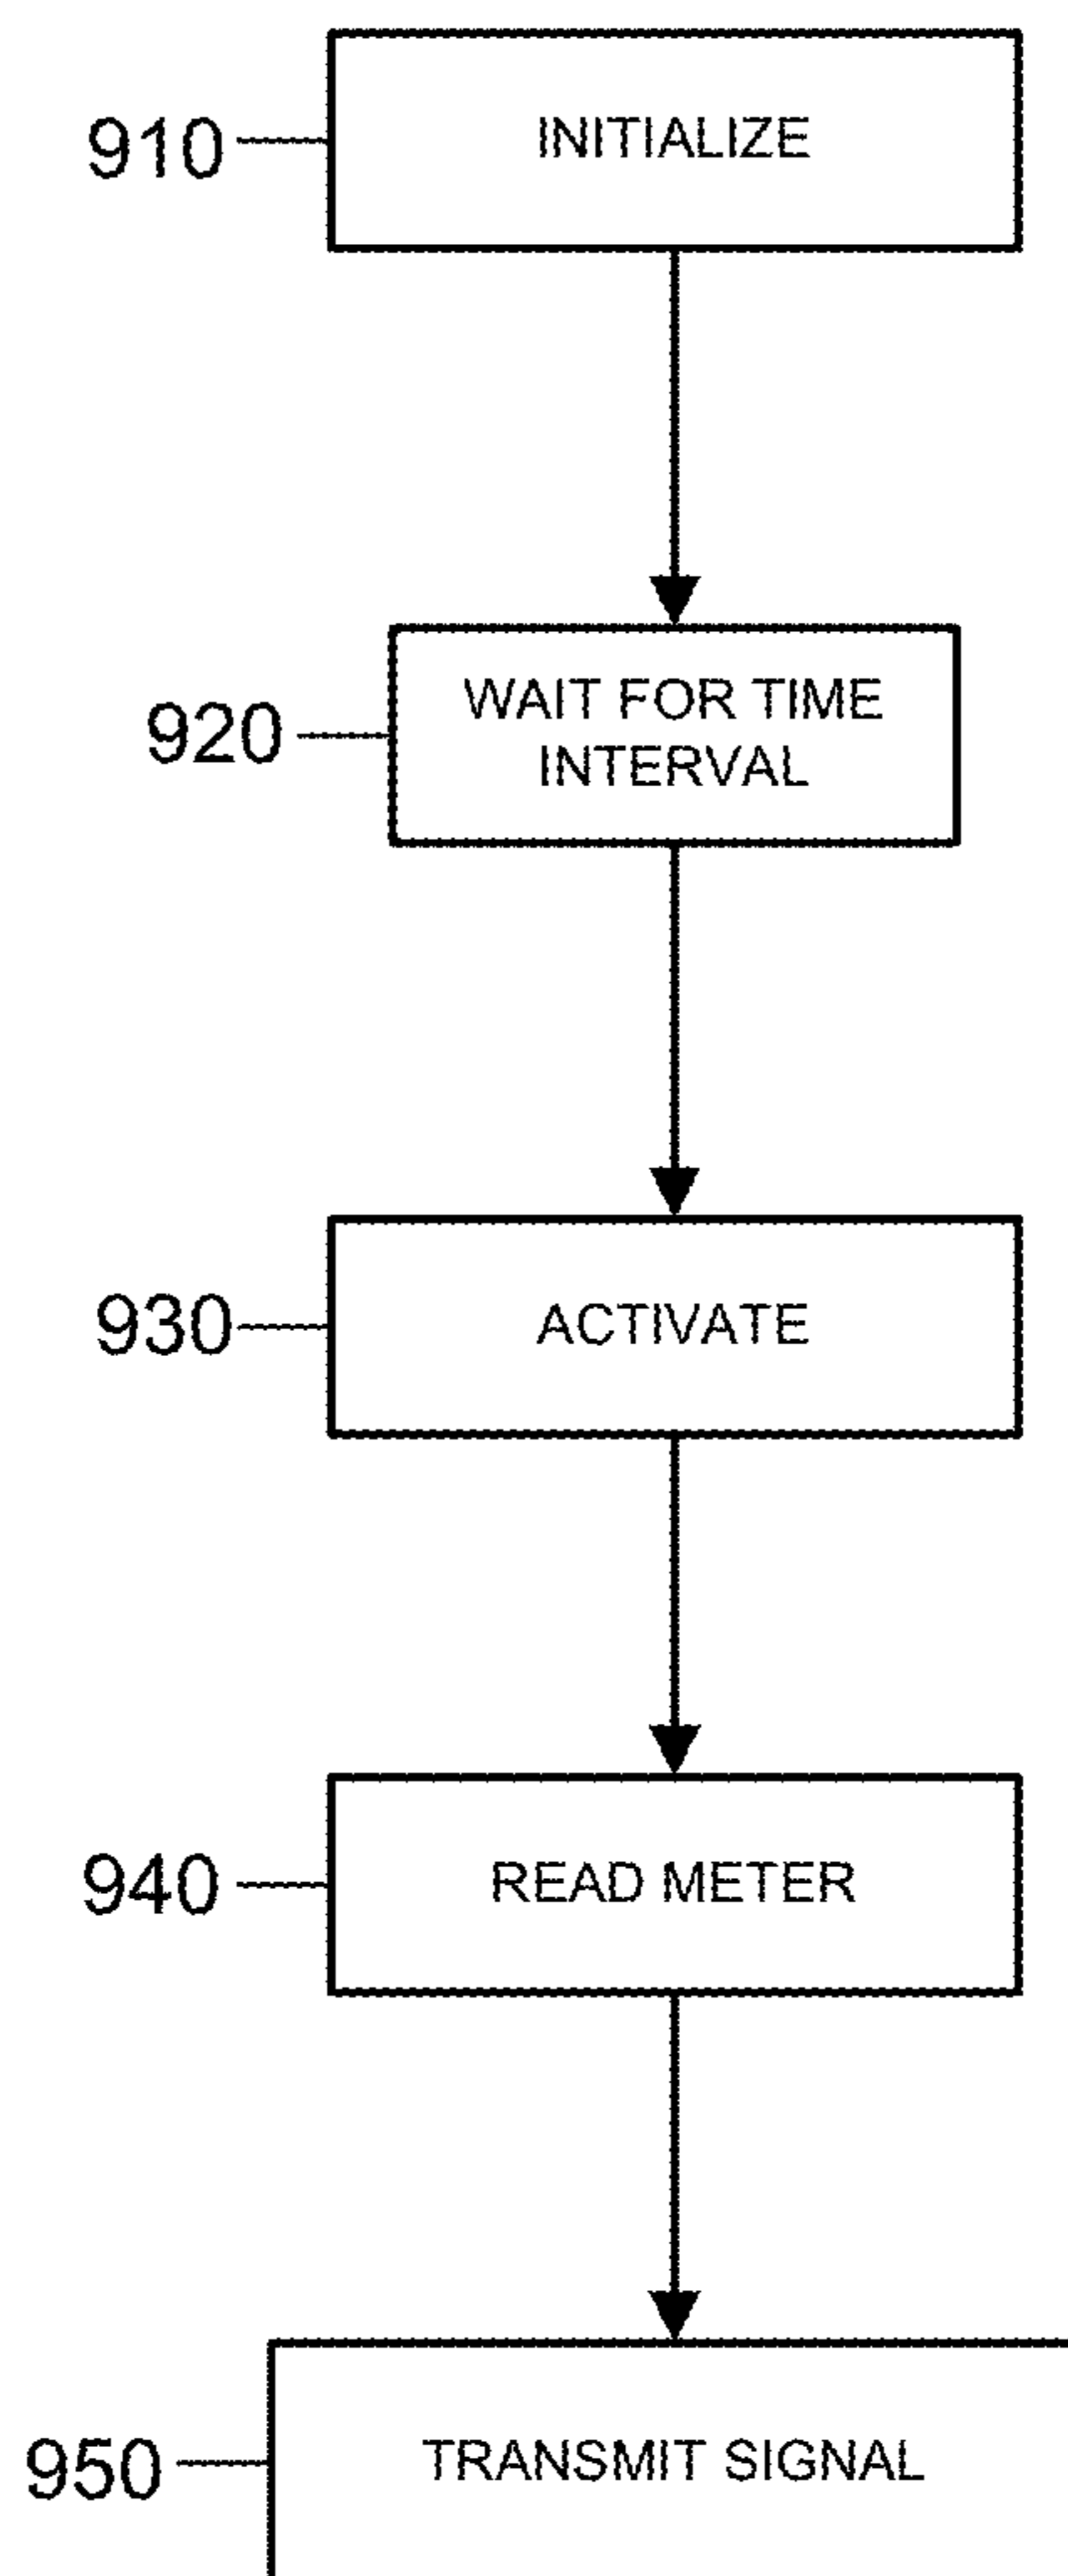 910
INITIALIZE
920
WAIT FOR TIME
INTERVAL
930
ACTIVATE
940
READ METER
950
TRANSMIT SIGNAL